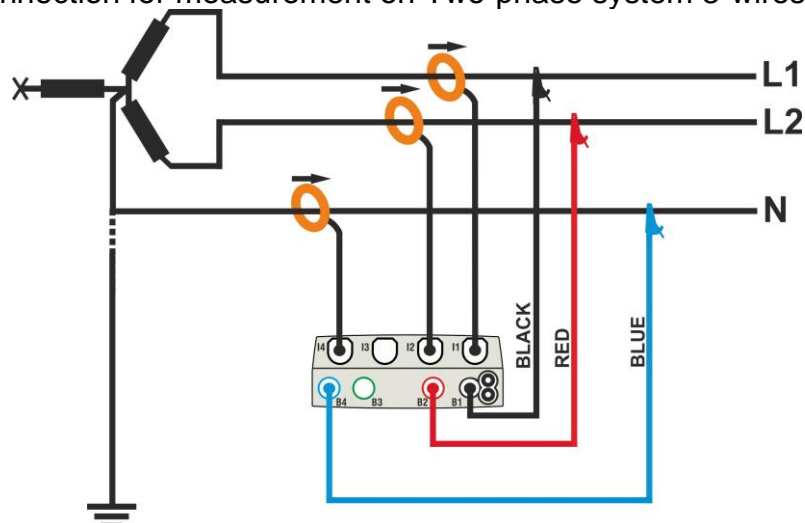 nnection for measurement on Two-phase system 3-wires
L1
L2
N
BLACK
RED
BLUE
I4 I3 I2 I1
B4 B3 B2 B1